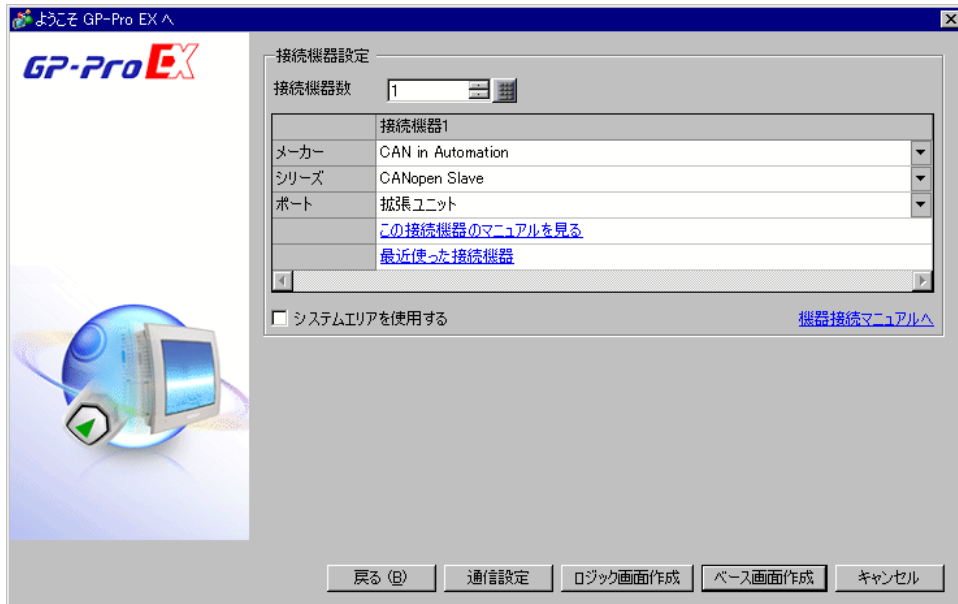 ようこそ GP-Pro EX へ
GP-Pro EX
接続機器設定
接続機器数 1
接続機器1
メーカー CAN in Automation
シリーズ CANopen Slave
ポート 拡張ユニット
この接続機器のマニュアルを見る
最近使った接続機器
システムエリアを使用する 機器接続マニュアルへ
戻る (B) 通信設定 ロジック画面作成 ベース画面作成 キャンセル